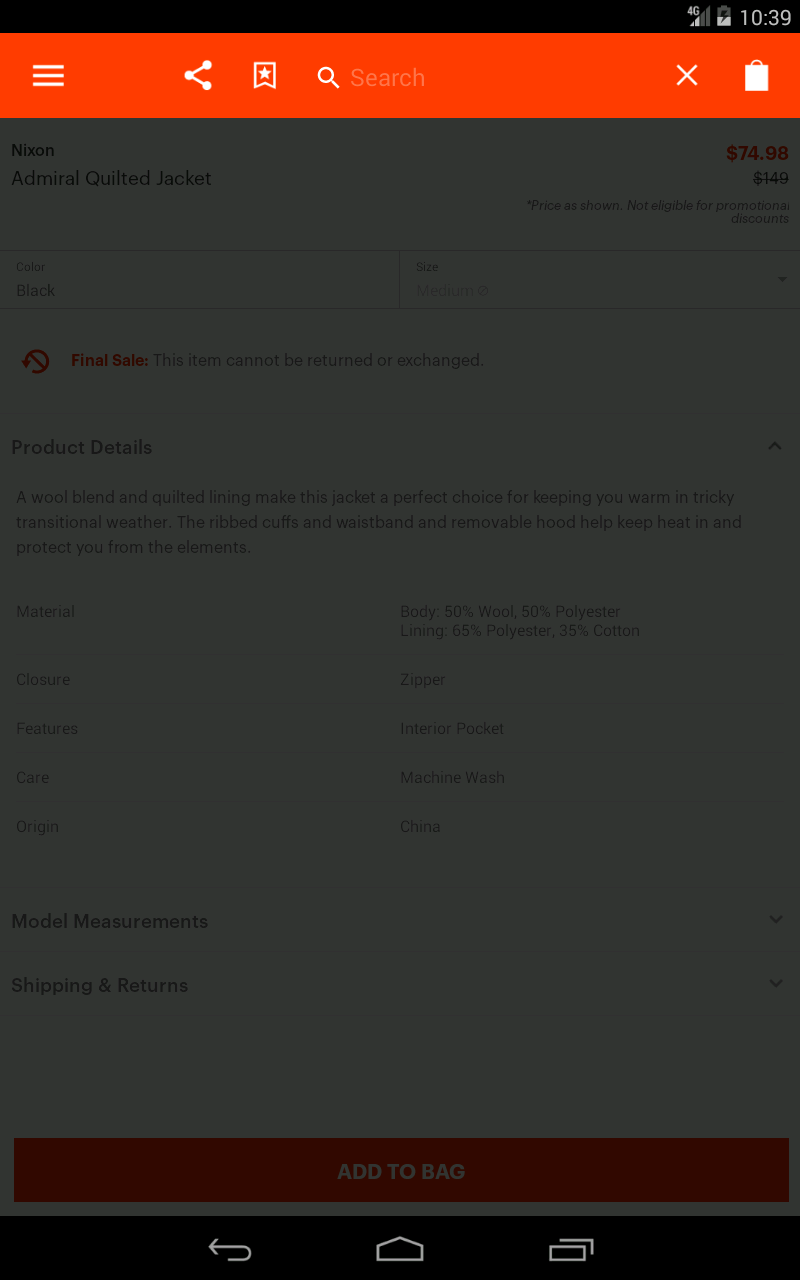 4G 10:39
Search
Nixon
$74.98
Admiral Quilted Jacket
$149
*Price as shown. Not eligible for promotional
discounts
Color
Size
Black
Medium
Final Sale: This item cannot be returned or exchanged.
Product Details
A wool blend and quilted lining make this jacket a perfect choice for keeping you warm in tricky
transitional weather. The ribbed cuffs and waistband and removable hood help keep heat in and
protect you from the elements.
Material
Body: 50% Wool, 50% Polyester
Lining: 65% Polyester, 35% Cotton
Closure
Zipper
Features
Interior Pocket
Care
Machine Wash
Origin
China
Model Measurements
Shipping & Returns
ADD TO BAG